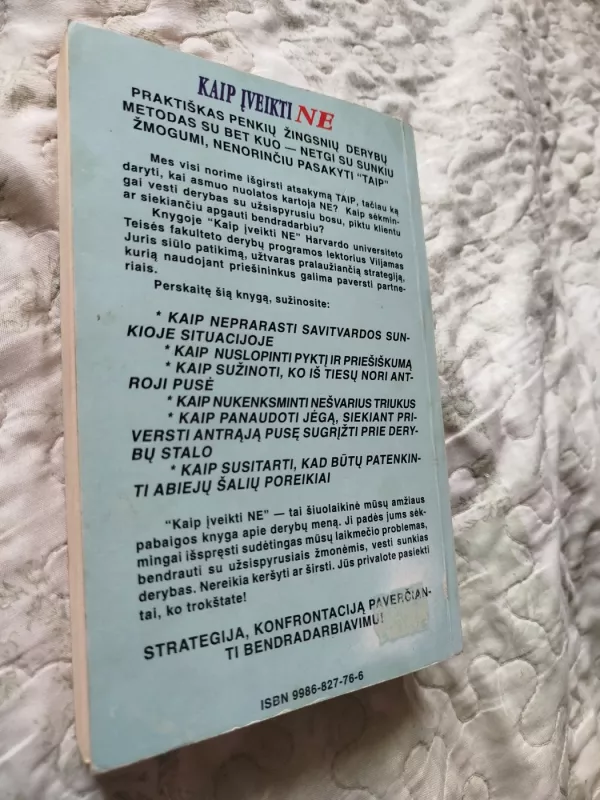 KAIP ĮVEIKTI NE
PRAKTIŠKAS PENKIŲ ŽINGSNIŲ DERYBŲ
METODAS SU BET KUO — NETGI SU SUNKIU
ŽMOGUMI, NENORINČIU PASAKYTI "TAIP"
Mes visi norime išgirsti atsakymą TAIP, tačiau ką
daryti, kai asmuo nuolatos kartoja NE? Kaip sėkmin-
gai vesti derybas su užsispyrusiu bosu, piktu klientu
ar siekiančiu apgauti bendradarbiu?
Knygoje "Kaip įveikti NE" Harvardo universiteto
Teisės fakulteto derybų programos lektorius Viljamas
Juris siūlo patikimą, užtvaras pralaužiančią strategiją,
kurią naudojant priešininkus galima paversti partne-
riais.
Perskaitę šią knygą, sužinosite:
* KAIP NEPRARASTI SAVITVARDOS SUN-
KIOJE SITUACIJOJE
* KAIP NUSLOPINTI PYKTĮ IR PRIEŠIŠKUMĄ
* KAIP SUŽINOTI, KO IŠ TIESŲ NORI ANT-
ROJI PUSĖ
* KAIP NUKENKSMINTI NEŠVARIUS TRIUKUS
* KAIP PANAUDOTI JĖGĄ, SIEKIANT PRI-
VERSTI ANTRĄJĄ PUSĘ SUGRĮŽTI PRIE DERY-
BŲ STALO
* KAIP SUSITARTI, KAD BŪTŲ PATENKIN-
TI ABIEJŲ ŠALIŲ POREIKIAI
"Kaip įveikti NE" — tai šiuolaikinė mūsų amžiaus
pabaigos knyga apie derybų meną. Ji padės jums sėk-
mingai išspręsti sudėtingas mūsų laikmečio problemas,
bendrauti su užsispyrusiais žmonėmis, vesti sunkias
derybas. Nereikia keršyti ar širsti. Jūs privalote pasiekti
tai, ko trokštate!
STRATEGIJA, KONFRONTACIJĄ PAVERČIAN-
TI BENDRADARBIAVIMU!
ISBN 9986-827-76-6